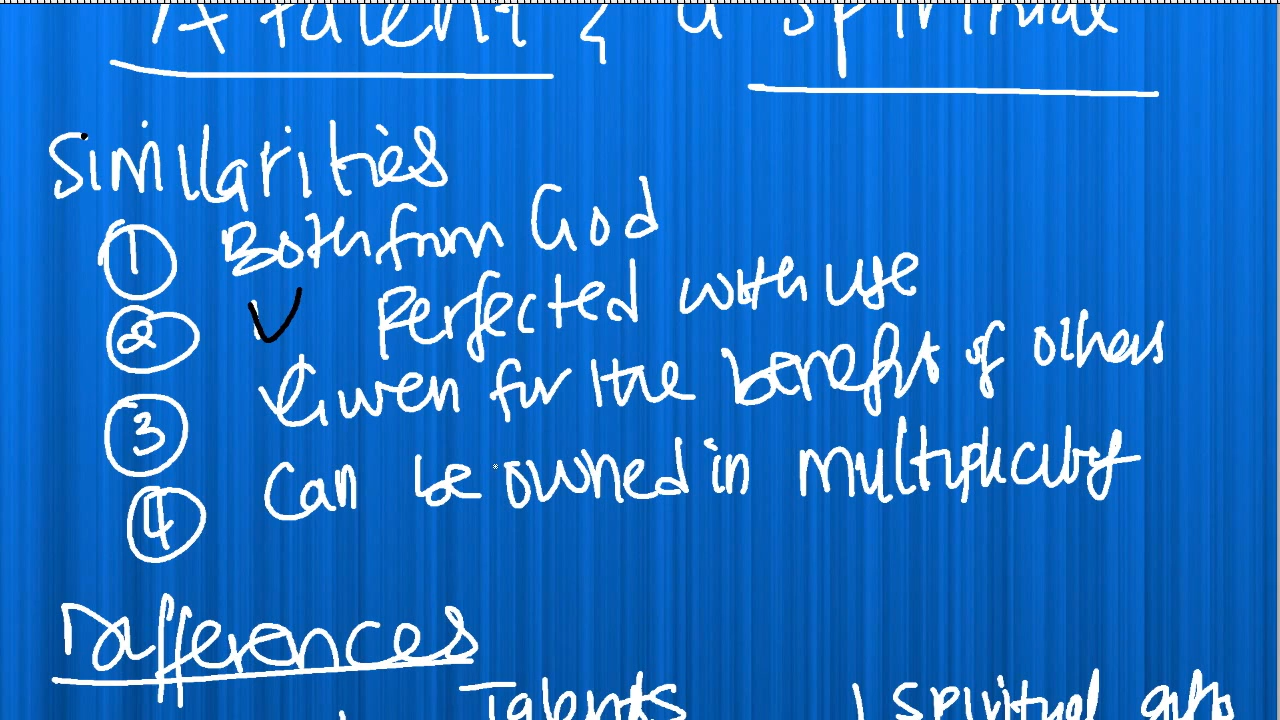 A talent & a spiritual
Similarities
① Both from God
② Perfected with use
③ Given for the benefit of others
④ Can be owned in multiplicity
Differences
Talents | Spiritual gifts